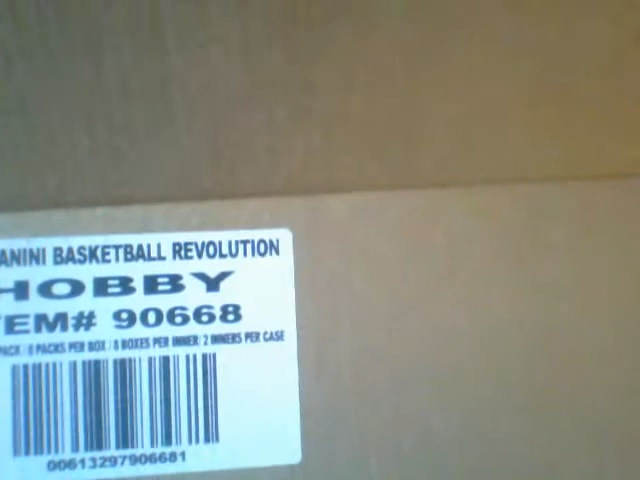 ANINI BASKETBALL REVOLUTION
HOBBY
TEM# 90668
PACK / 8 PACKS PER BOX / 8 BOXES PER INNER / 2 INNERS PER CASE
00613297906681